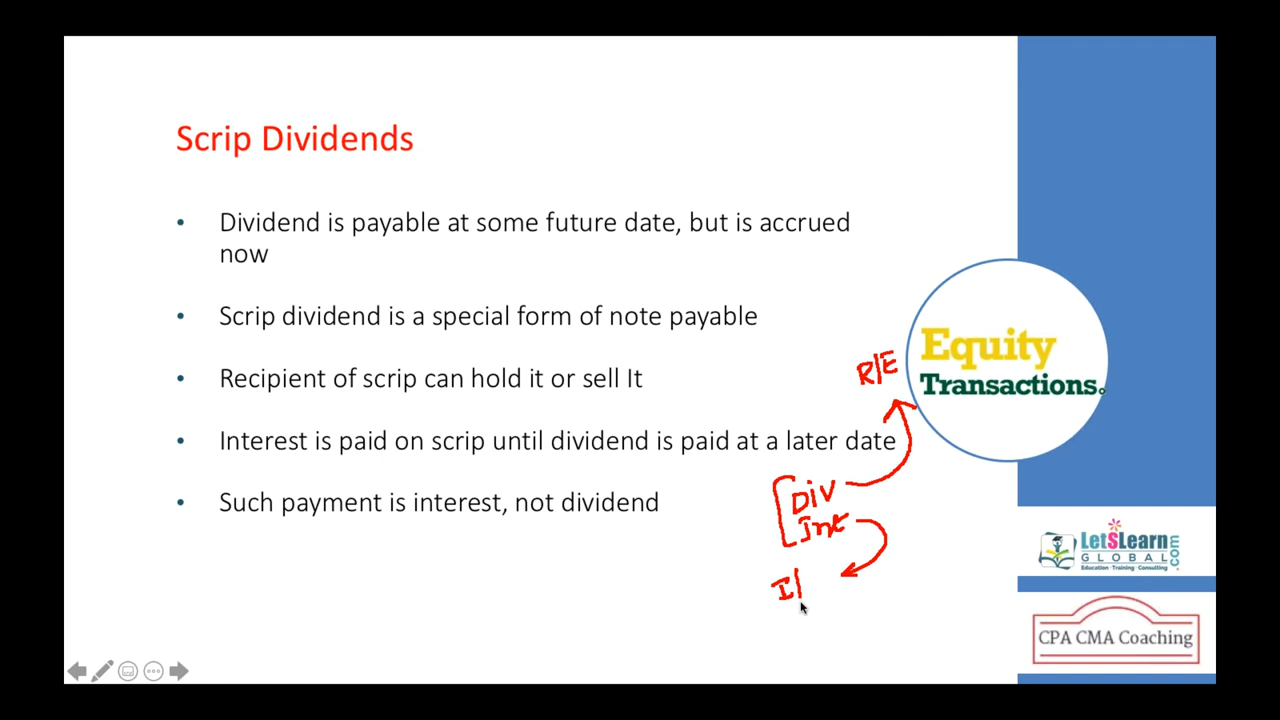 Scrip Dividends
• Dividend is payable at some future date, but is accrued
now
• Scrip dividend is a special form of note payable
• Recipient of scrip can hold it or sell It
• Interest is paid on scrip until dividend is paid at a later date
• Such payment is interest, not dividend
R/E
Div
Int
I/
Equity
Transactions.
LetSLearn.com
GLOBAL
Education · Training · Consulting
CPA CMA Coaching